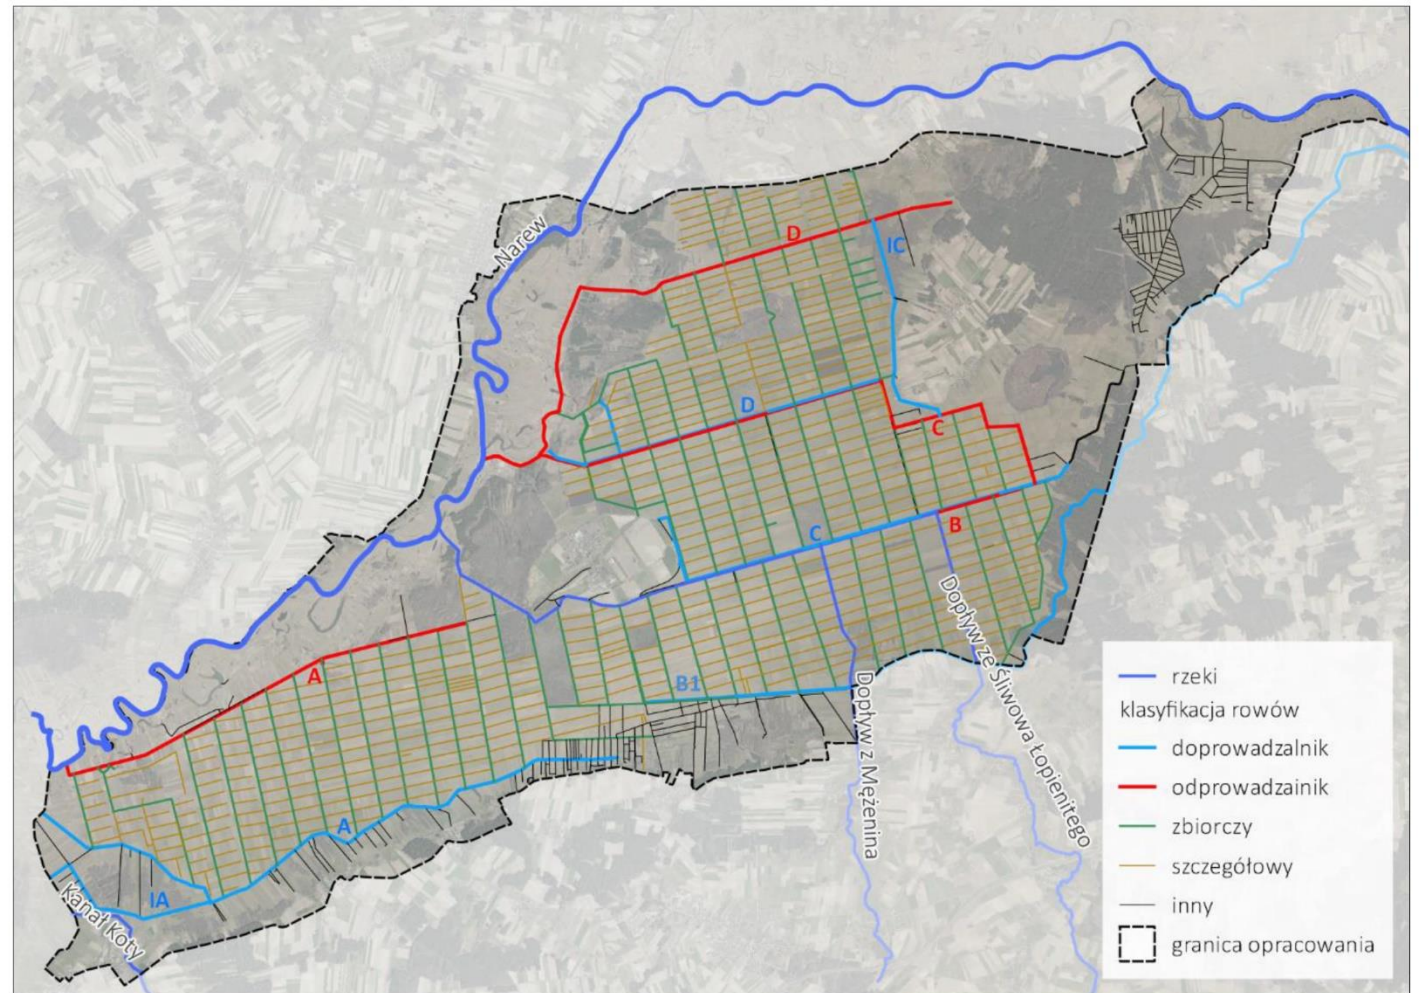 Narew
D
IC
D
C
B
C
A
B1
A
IA
Kanał Koty
Dopływ z Mężenina
Dopływ ze Śliwowa Łopienitego
rzeki
klasyfikacja rowów
doprowadzalnik
odprowadzalnik
zbiorczy
szczegółowy
inny
granica opracowania